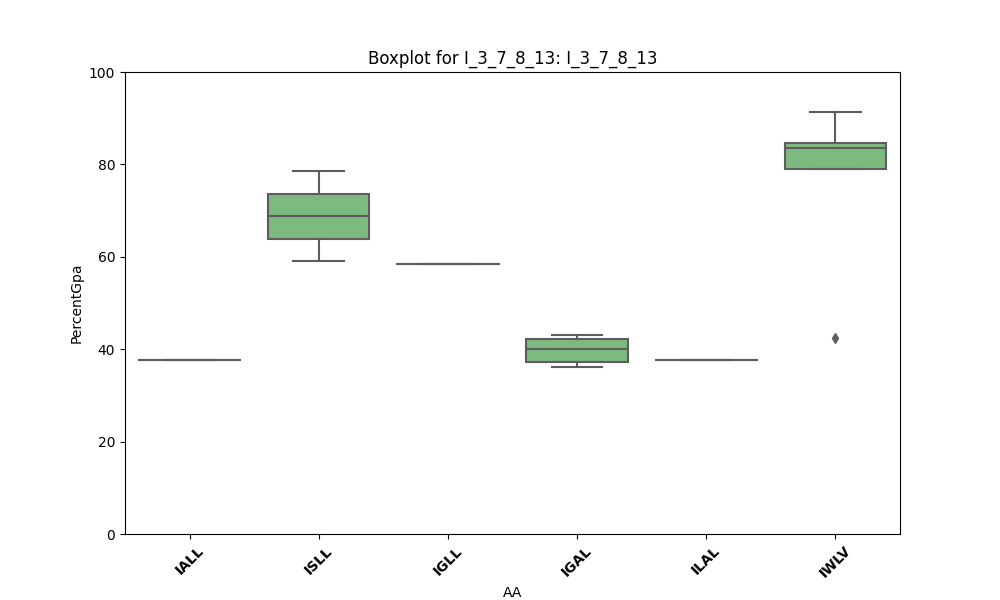 Boxplot for I_3_7_8_13: I_3_7_8_13
100
80
60
40
20
0
PercentGpa
IALL
ISLL
IGLL
IGAL
ILAL
IWLV
AA